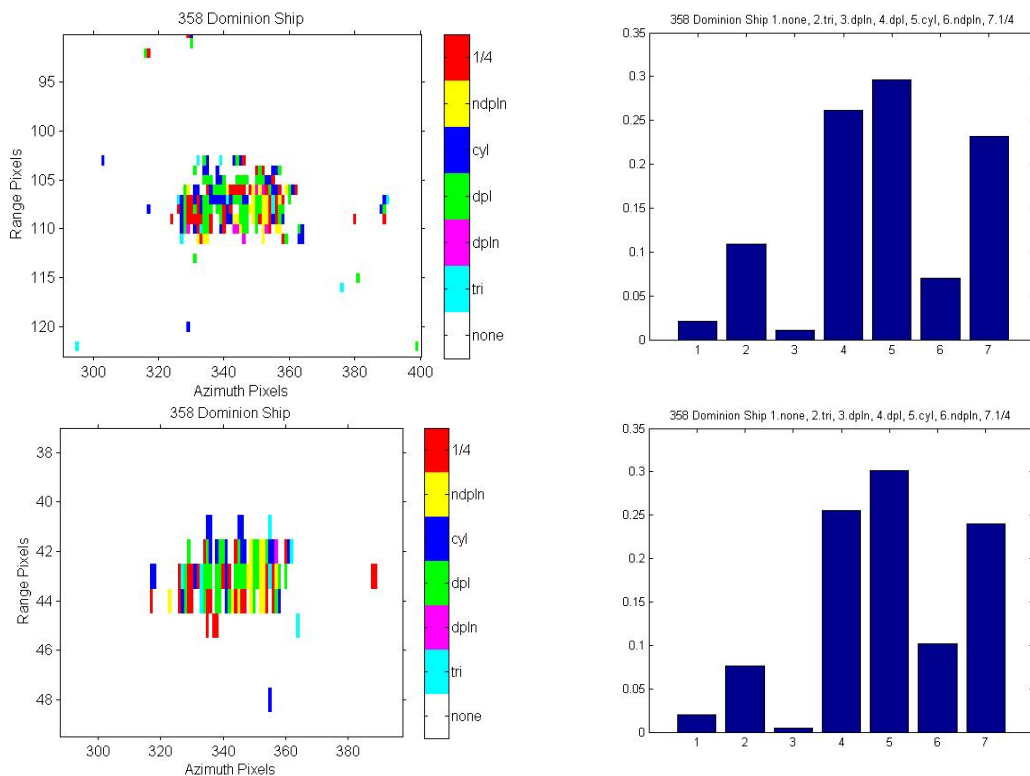 358 Dominion Ship
95
100
105
110
115
120
Range Pixels
300
320
340
360
380
400
Azimuth Pixels
1/4
ndpln
cyl
dpl
dpln
tri
none
358 Dominion Ship 1.none, 2.tri, 3.dpln, 4.dpl, 5.cyl, 6.ndpln, 7.1/4
0.35
0.3
0.25
0.2
0.15
0.1
0.05
0
1
2
3
4
5
6
7
358 Dominion Ship
38
40
42
44
46
48
Range Pixels
300
320
340
360
380
Azimuth Pixels
1/4
ndpln
cyl
dpl
dpln
tri
none
358 Dominion Ship 1.none, 2.tri, 3.dpln, 4.dpl, 5.cyl, 6.ndpln, 7.1/4
0.35
0.3
0.25
0.2
0.15
0.1
0.05
0
1
2
3
4
5
6
7